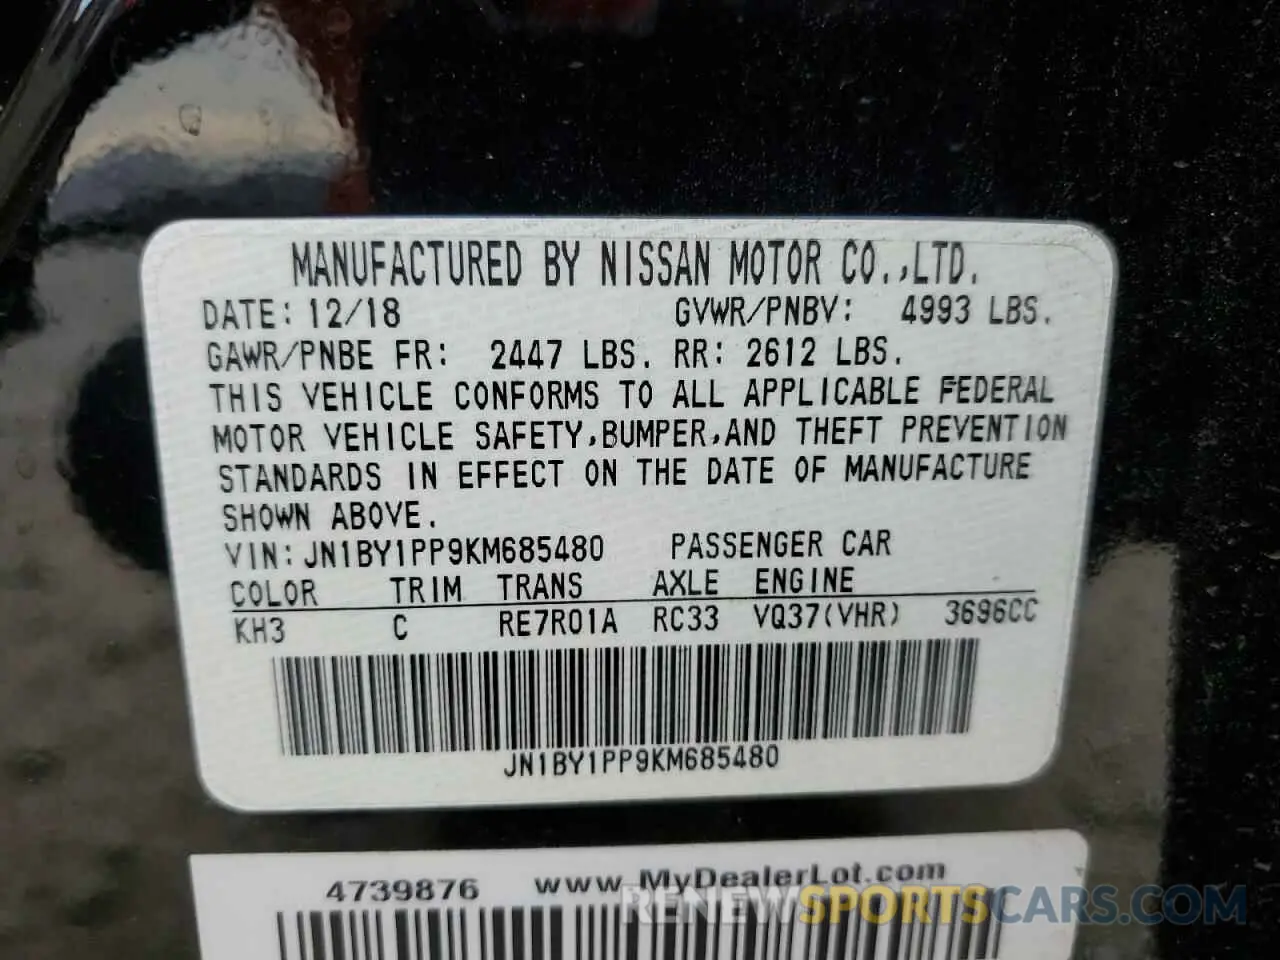 MANUFACTURED BY NISSAN MOTOR CO.,LTD.
DATE: 12/18 GVWR/PNBV: 4993 LBS.
GAWR/PNBE FR: 2447 LBS. RR: 2612 LBS.
THIS VEHICLE CONFORMS TO ALL APPLICABLE FEDERAL
MOTOR VEHICLE SAFETY,BUMPER,AND THEFT PREVENTION
STANDARDS IN EFFECT ON THE DATE OF MANUFACTURE
SHOWN ABOVE.
VIN: JN1BY1PP9KM685480 PASSENGER CAR
COLOR TRIM TRANS AXLE ENGINE
KH3 C RE7R01A RC33 VQ37(VHR) 3696CC
JN1BY1PP9KM685480
4739876 www.MyDealerLot.com
RENEWSPORTSCARS.COM